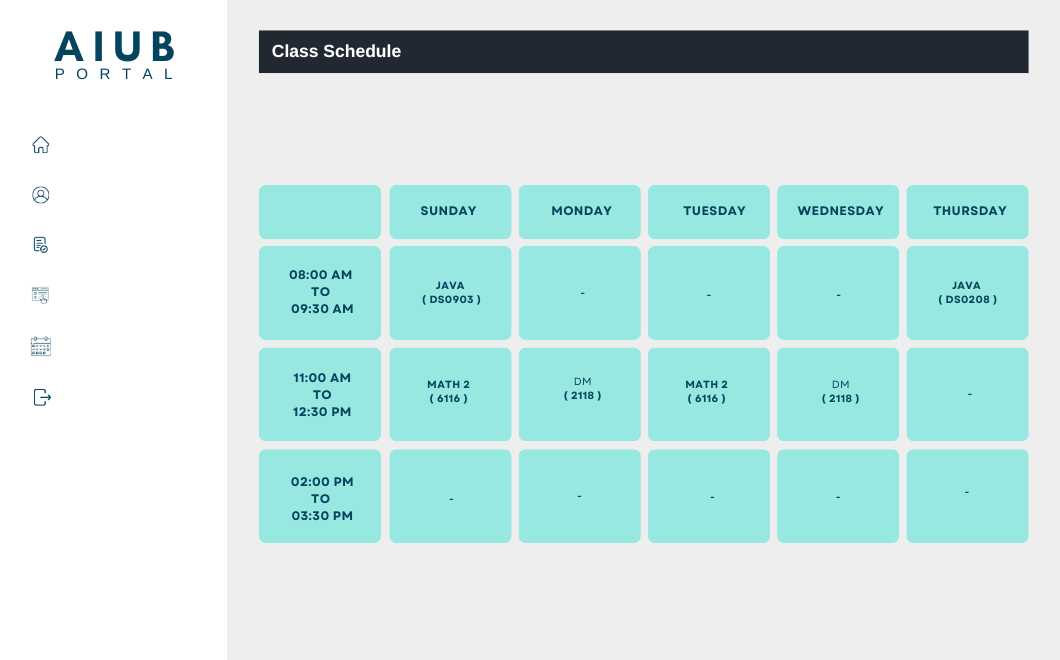 AIUB
PORTAL
Class Schedule
SUNDAY
MONDAY
TUESDAY
WEDNESDAY
THURSDAY
08:00 AM
TO
09:30 AM
JAVA
( DS0903 )
-
-
-
JAVA
( DS0208 )
11:00 AM
TO
12:30 PM
MATH 2
( 6116 )
DM
( 2118 )
MATH 2
( 6116 )
DM
( 2118 )
-
02:00 PM
TO
03:30 PM
-
-
-
-
-